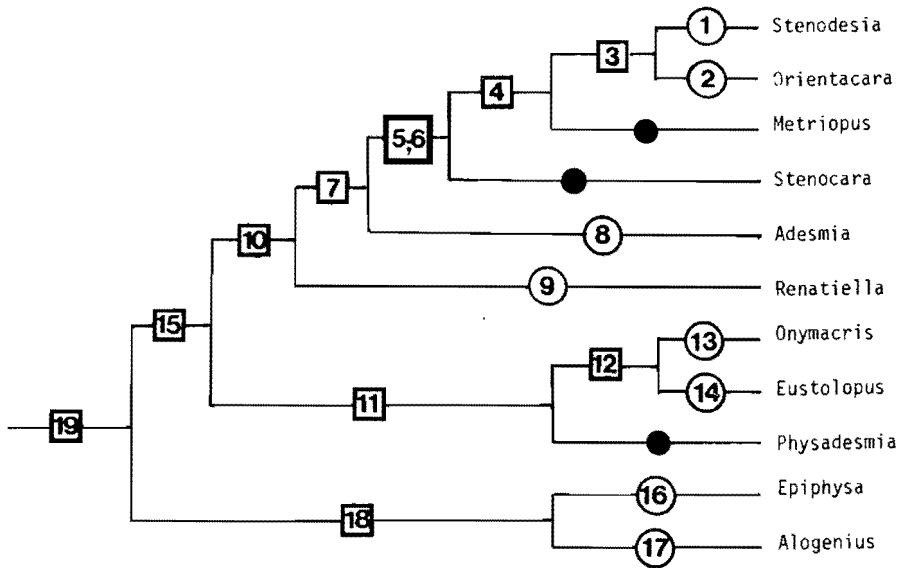 1 Stenodesia
3
2 Orientacara
4
Metriopus
5,6
Stenocara
7
8 Adesmia
10
9 Renatiella
15
13 Onymacris
12
14 Eustolopus
11
19
Physadesmia
16 Epiphysa
18
17 Alogenius